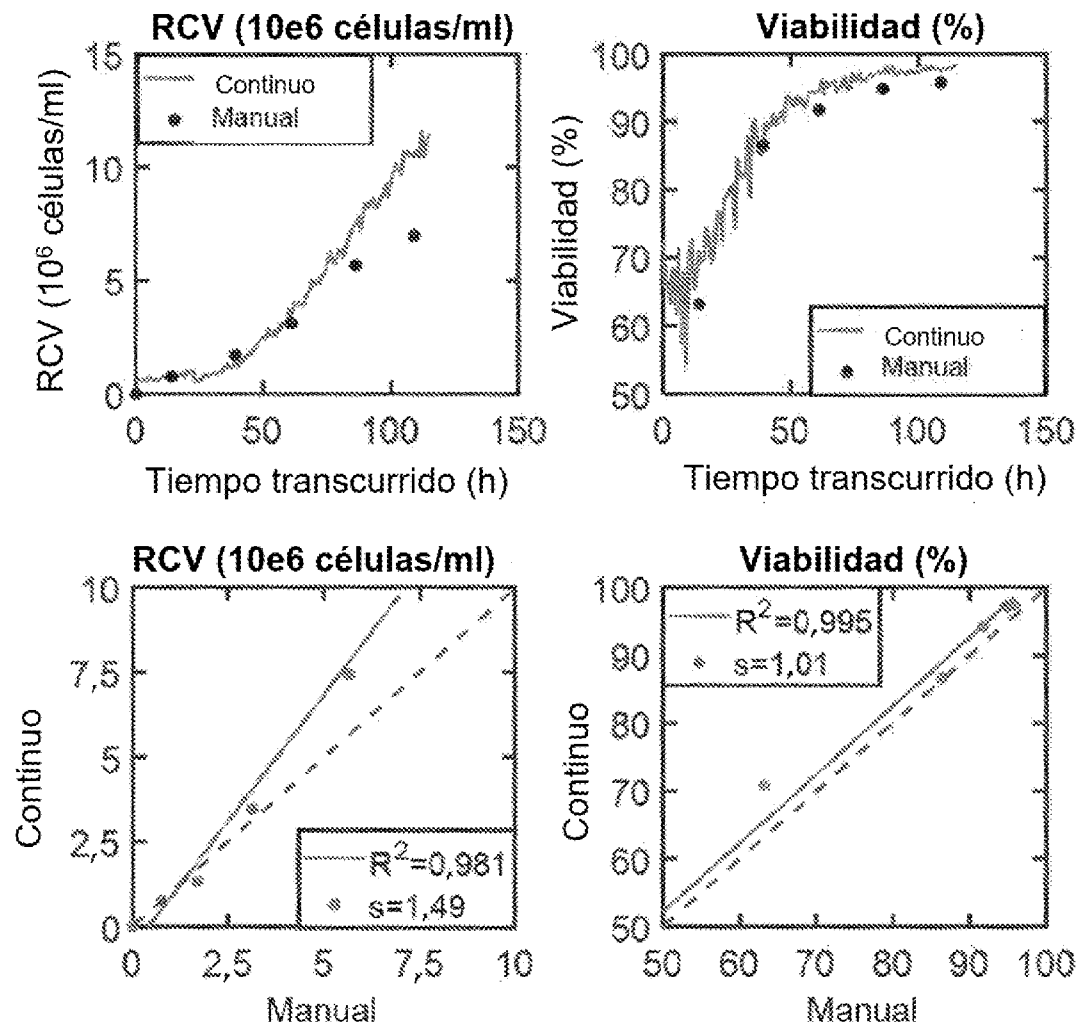 RCV (10e6 células/ml)
RCV (10⁶ células/ml)
15
10
5
0
Continuo
Manual
0 50 100 150
Tiempo transcurrido (h)
Viabilidad (%)
Viabilidad (%)
100
90
80
70
60
50
Continuo
Manual
0 50 100 150
Tiempo transcurrido (h)
RCV (10e6 células/ml)
Continuo
10
7,5
5
2,5
0
R²=0,981
s=1,49
0 2,5 5 7,5 10
Manual
Viabilidad (%)
Continuo
100
90
80
70
60
50
R²=0,995
s=1,01
50 60 70 80 90 100
Manual